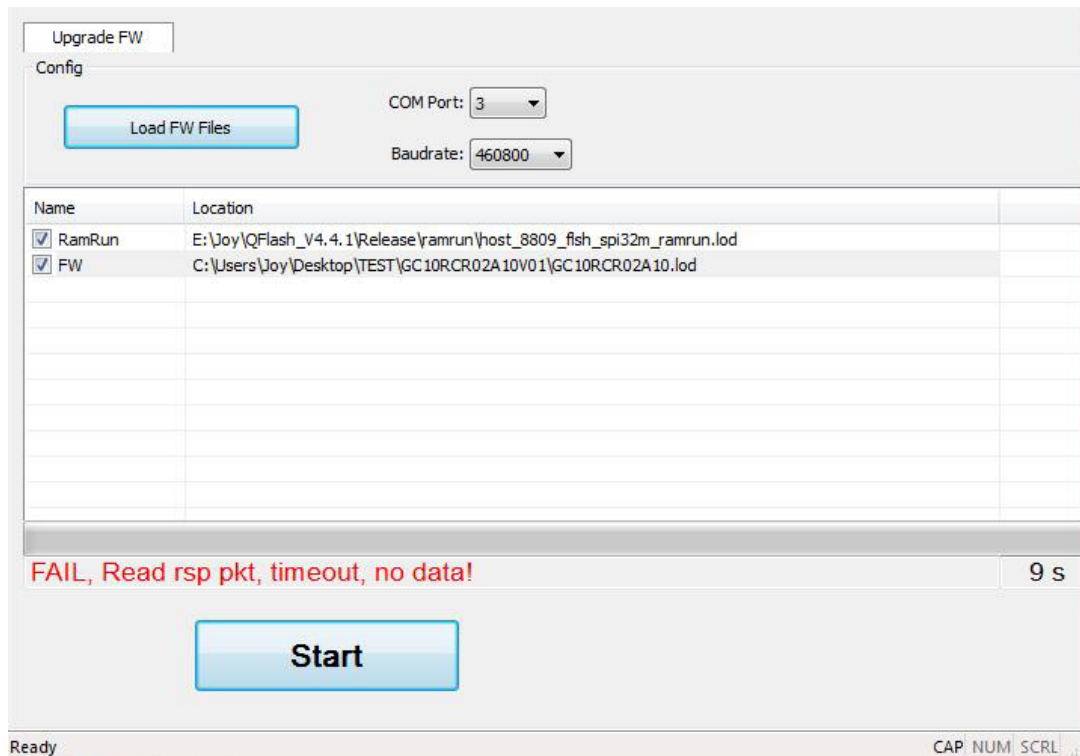 Upgrade FW
Config
Load FW Files
COM Port: 3
Baudrate: 460800
Name Location
RamRun E:\Joy\QFlash_V4.4.1\Release\ramrun\host_8809_flsh_spi32m_ramrun.lod
FW C:\Users\Joy\Desktop\TEST\GC10RCR02A10V01\GC10RCR02A10.lod
FAIL, Read rsp pkt, timeout, no data! 9 s
Start
Ready CAP NUM SCRL